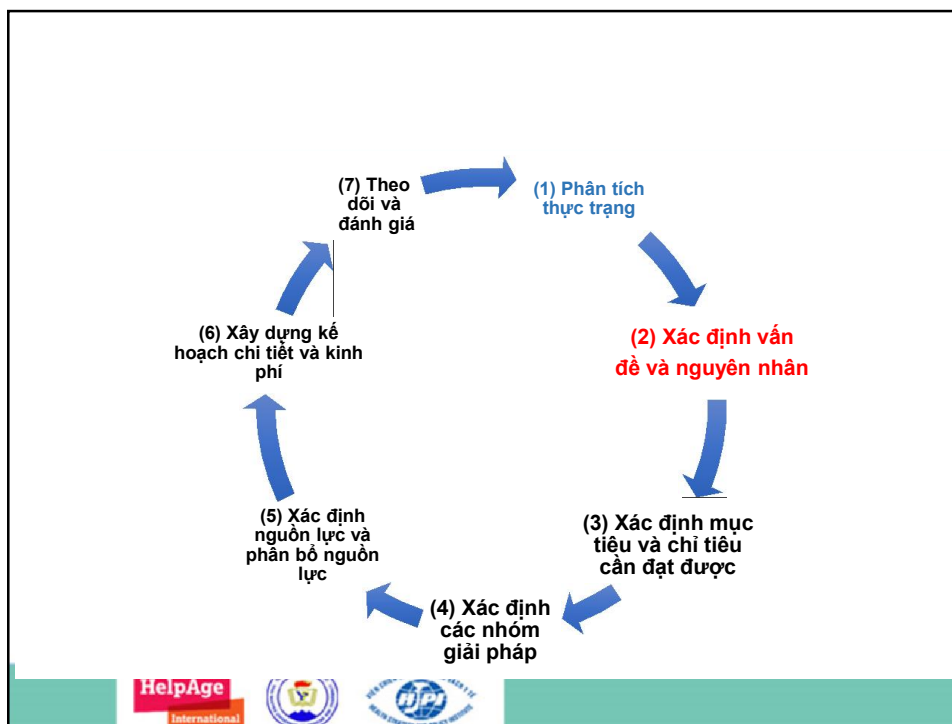 (1) Phân tích
thực trạng
(2) Xác định vấn
đề và nguyên nhân
(3) Xác định mục
tiêu và chỉ tiêu
cần đạt được
(4) Xác định
các nhóm
giải pháp
(5) Xác định
nguồn lực và
phân bổ nguồn
lực
(6) Xây dựng kế
hoạch chi tiết và kinh
phí
(7) Theo
dõi và
đánh giá
HelpAge
International